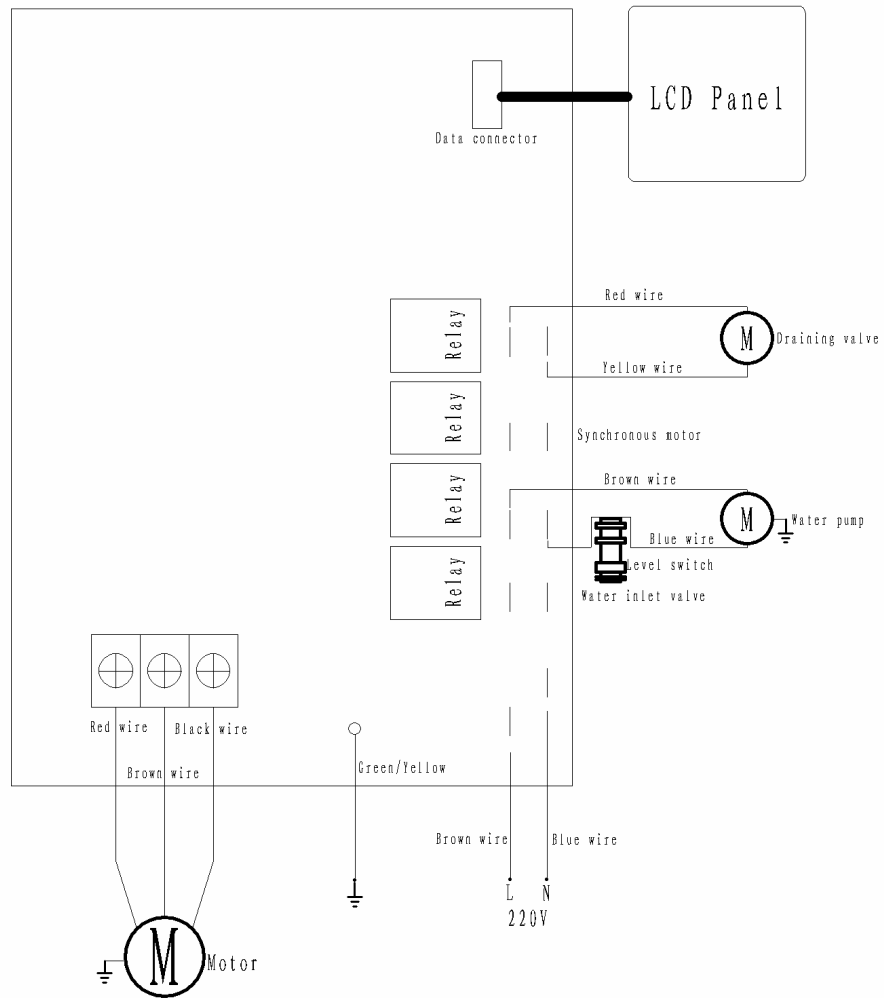 LCD Panel
Data connector
Red wire
Relay
M
Draining valve
Yellow wire
Relay
Synchronous motor
Brown wire
Relay
M
Water pump
Blue wire
Level switch
Relay
Water inlet valve
Red wire
Black wire
Brown wire
Green/Yellow
Brown wire
Blue wire
L N
220V
M
Motor